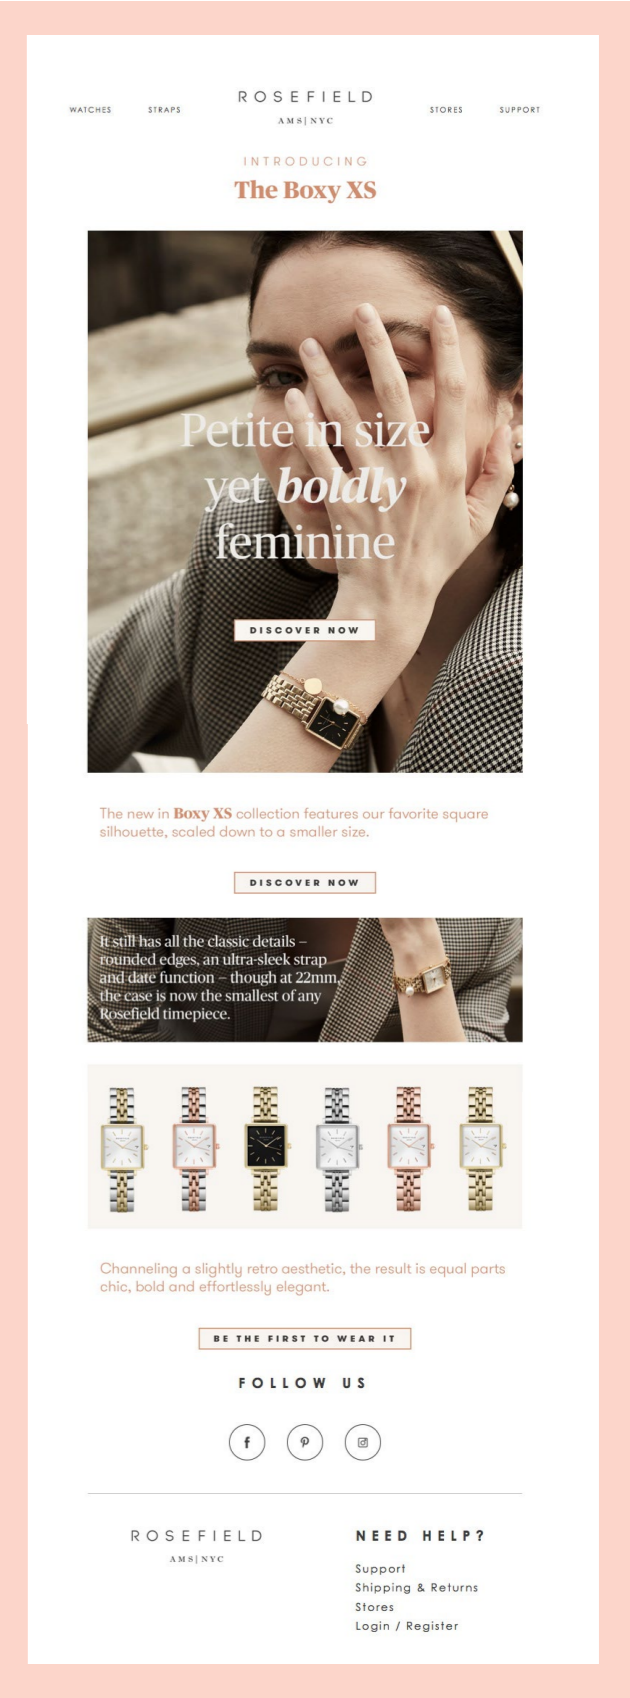 ROSEFIELD
AMS|NYC
WATCHES STRAPS STORES SUPPORT
INTRODUCING
The Boxy XS
Petite in size
yet boldly
feminine
DISCOVER NOW
The new in Boxy XS collection features our favorite square
silhouette, scaled down to a smaller size.
DISCOVER NOW
It still has all the classic details –
rounded edges, an ultra-sleek strap
and date function – though at 22mm,
the case is now the smallest of any
Rosefield timepiece.
Channeling a slightly retro aesthetic, the result is equal parts
chic, bold and effortlessly elegant.
BE THE FIRST TO WEAR IT
FOLLOW US
ROSEFIELD
AMS|NYC
NEED HELP?
Support
Shipping & Returns
Stores
Login / Register